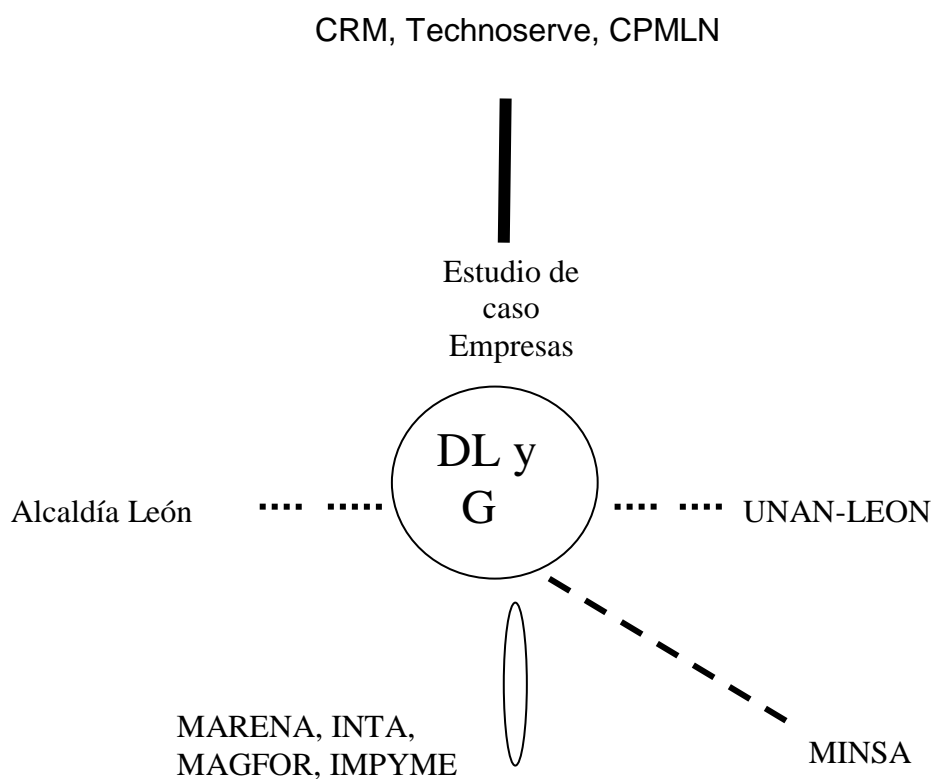 CRM, Technoserve, CPMLN
Estudio de
caso
Empresas
DL y
G
Alcaldía León
UNAN-LEON
MARENA, INTA,
MAGFOR, IMPYME
MINSA